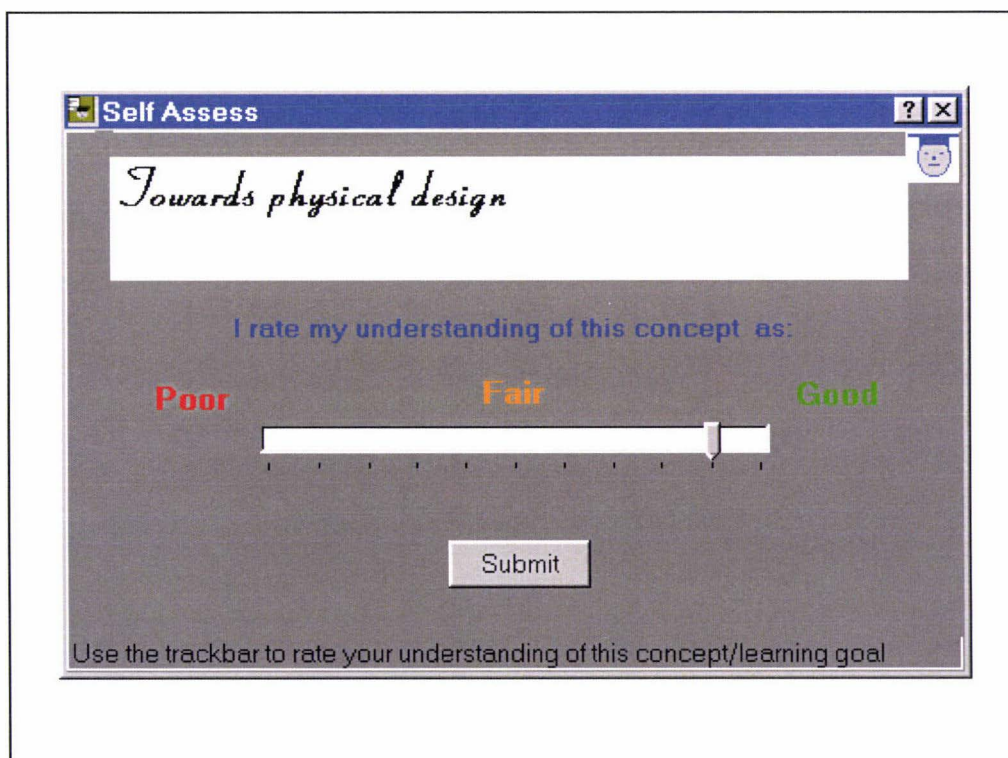 Self Assess
Towards physical design
I rate my understanding of this concept as:
Poor Fair Good
Submit
Use the trackbar to rate your understanding of this concept/learning goal